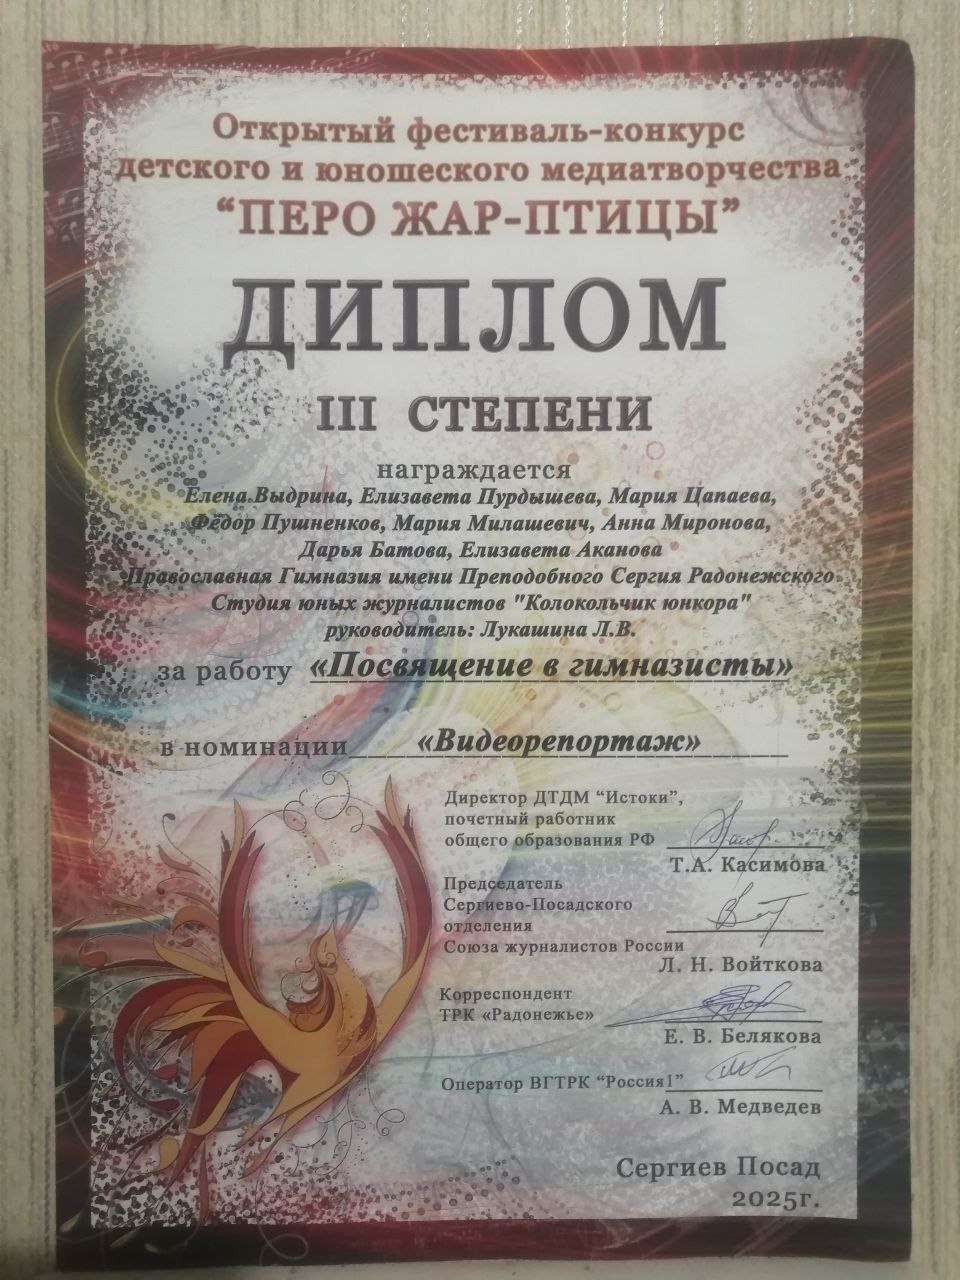 Открытый фестиваль-конкурс
детского и юношеского медиатворчества
“ПЕРО ЖАР-ПТИЦЫ”
ДИПЛОМ
III СТЕПЕНИ
награждается
Елена.Выдрина, Елизавета Пурдышева, Мария Цапаева,
Фёдор Пушненков, Мария Милашевич, Анна Миронова,
Дарья Батова, Елизавета Аканова
Православная Гимназия имени Преподобного Сергия Радонежского
Студия юных журналистов "Колокольчик юнкора"
руководитель: Лукашина Л.В.
за работу «Посвящение в гимназисты»
в номинации «Видеорепортаж»
Директор ДТДМ “Истоки”,
почетный работник
общего образования РФ
Т.А. Касимова
Председатель
Сергиево-Посадского
отделения
Союза журналистов России
Л. Н. Войткова
Корреспондент
ТРК «Радонежье»
Е. В. Белякова
Оператор ВГТРК “Россия1”
А. В. Медведев
Сергиев Посад
2025г.